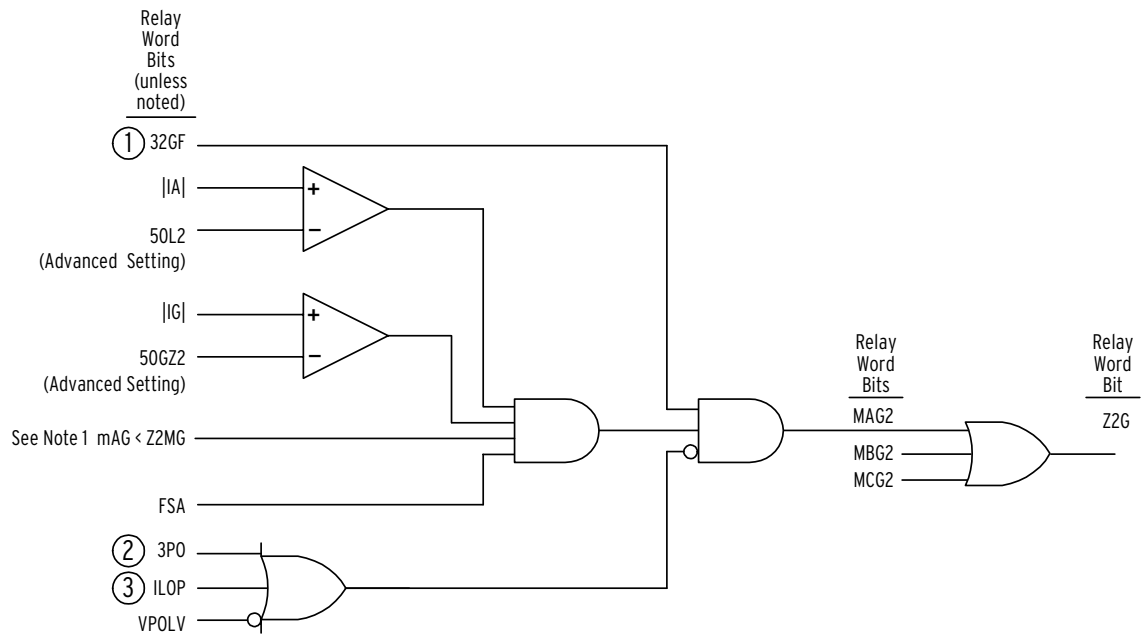 Relay
Word
Bits
(unless
noted)
1 32GF
|IA|
50L2
(Advanced Setting)
|IG|
50GZ2
(Advanced Setting)
See Note 1 mAG < Z2MG
FSA
2 3PO
3 ILOP
VPOLV
+
−
+
−
Relay
Word
Bits
MAG2
MBG2
MCG2
Relay
Word
Bit
Z2G